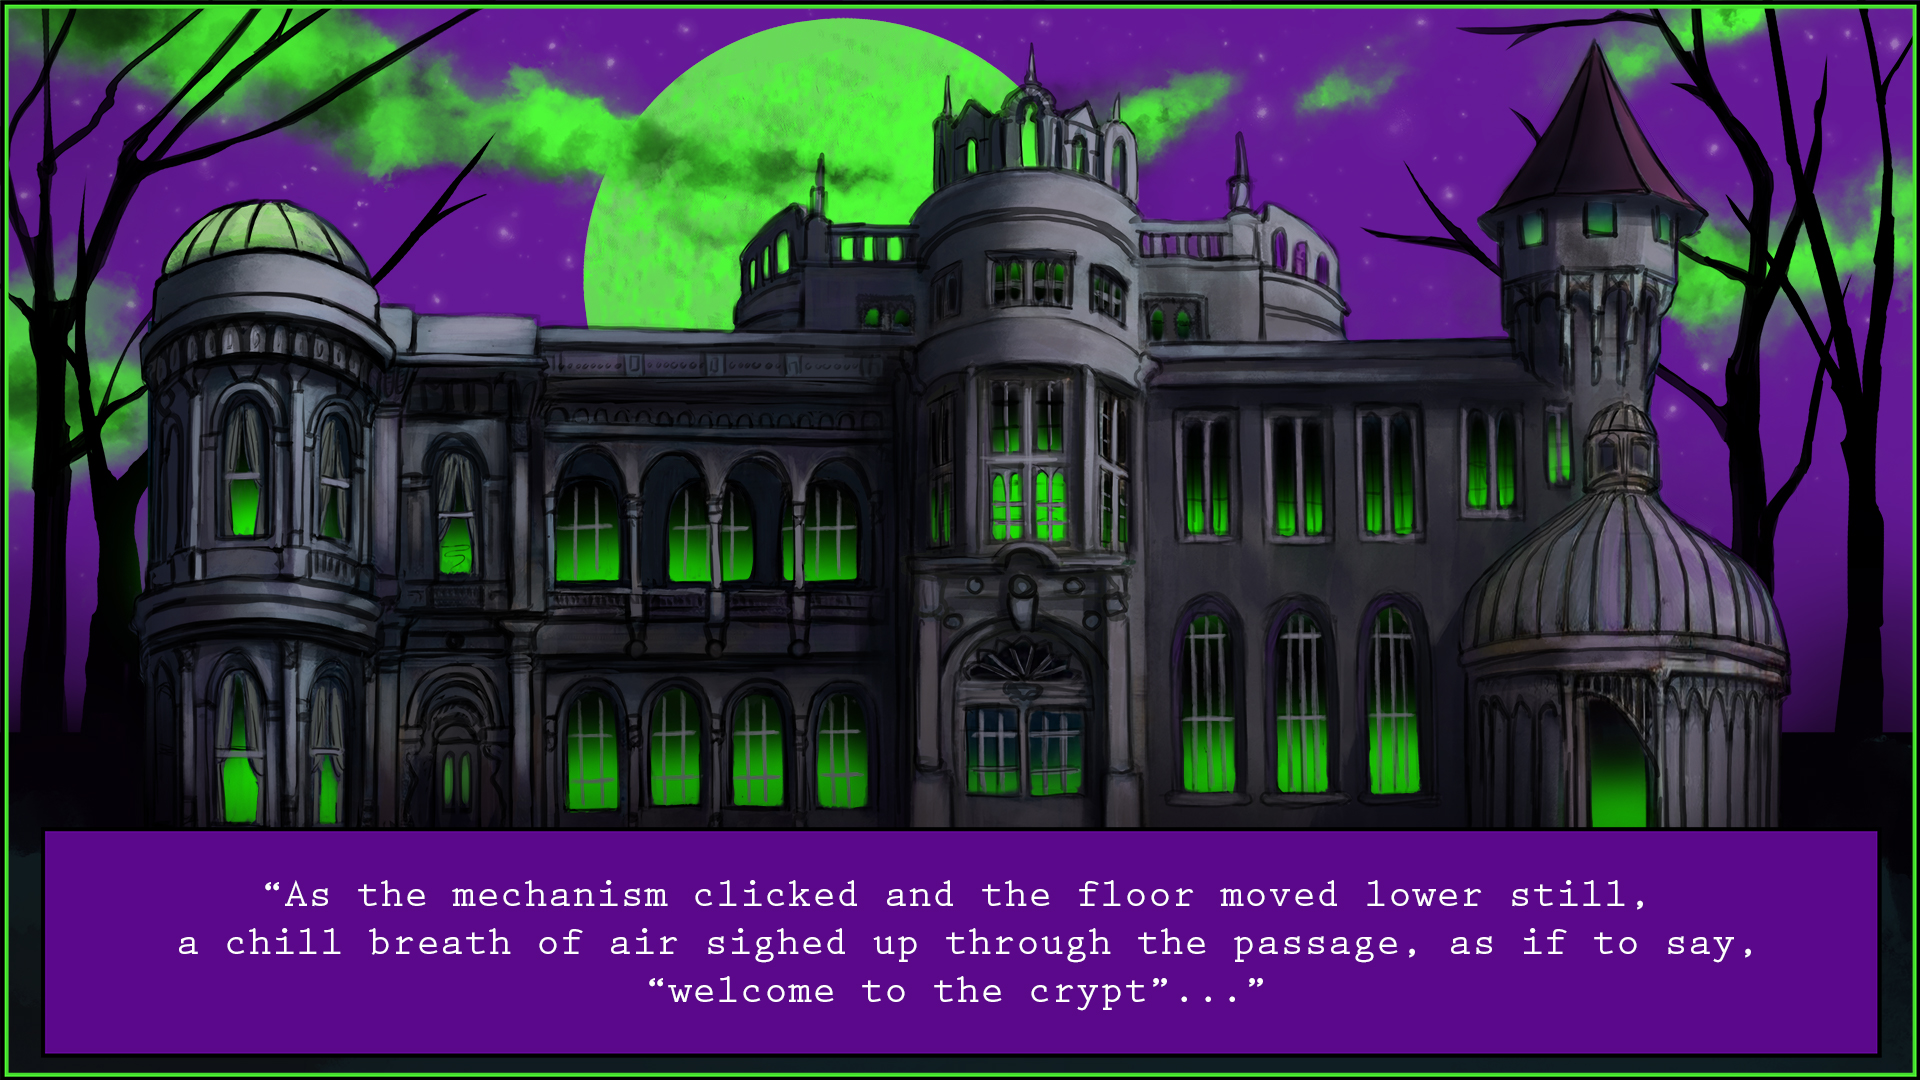 “As the mechanism clicked and the floor moved lower still,
a chill breath of air sighed up through the passage, as if to say,
“welcome to the crypt”...”